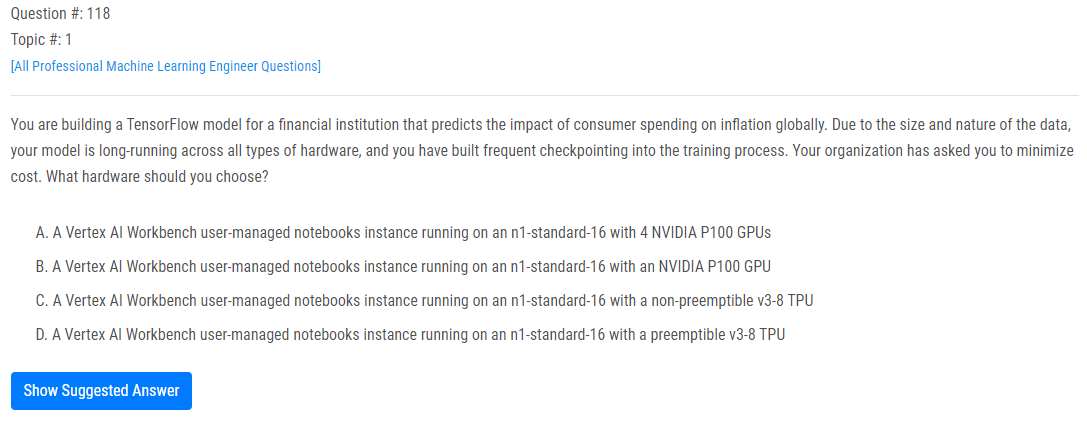 Question #: 118
Topic #: 1
[All Professional Machine Learning Engineer Questions]
You are building a TensorFlow model for a financial institution that predicts the impact of consumer spending on inflation globally. Due to the size and nature of the data,
your model is long-running across all types of hardware, and you have built frequent checkpointing into the training process. Your organization has asked you to minimize
cost. What hardware should you choose?
A. A Vertex AI Workbench user-managed notebooks instance running on an n1-standard-16 with 4 NVIDIA P100 GPUs
B. A Vertex AI Workbench user-managed notebooks instance running on an n1-standard-16 with an NVIDIA P100 GPU
C. A Vertex AI Workbench user-managed notebooks instance running on an n1-standard-16 with a non-preemptible v3-8 TPU
D. A Vertex AI Workbench user-managed notebooks instance running on an n1-standard-16 with a preemptible v3-8 TPU
Show Suggested Answer